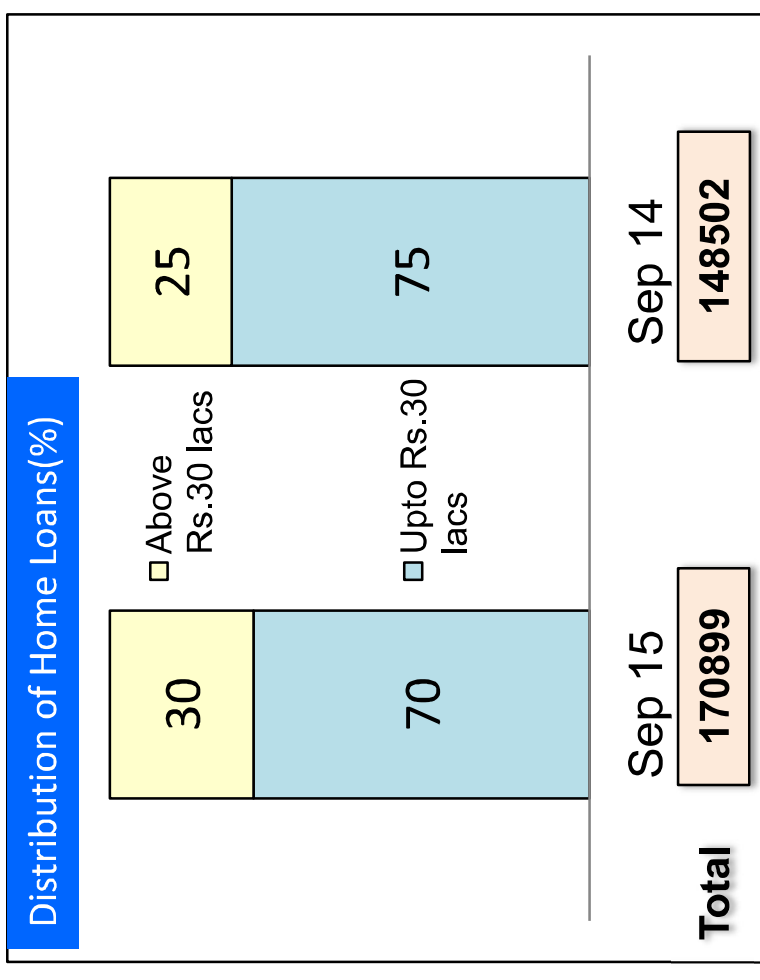 Distribution of Home Loans(%)
30
25
Above
Rs.30 lacs
70
75
Upto Rs.30
lacs
Sep 15
Sep 14
Total
170899
148502